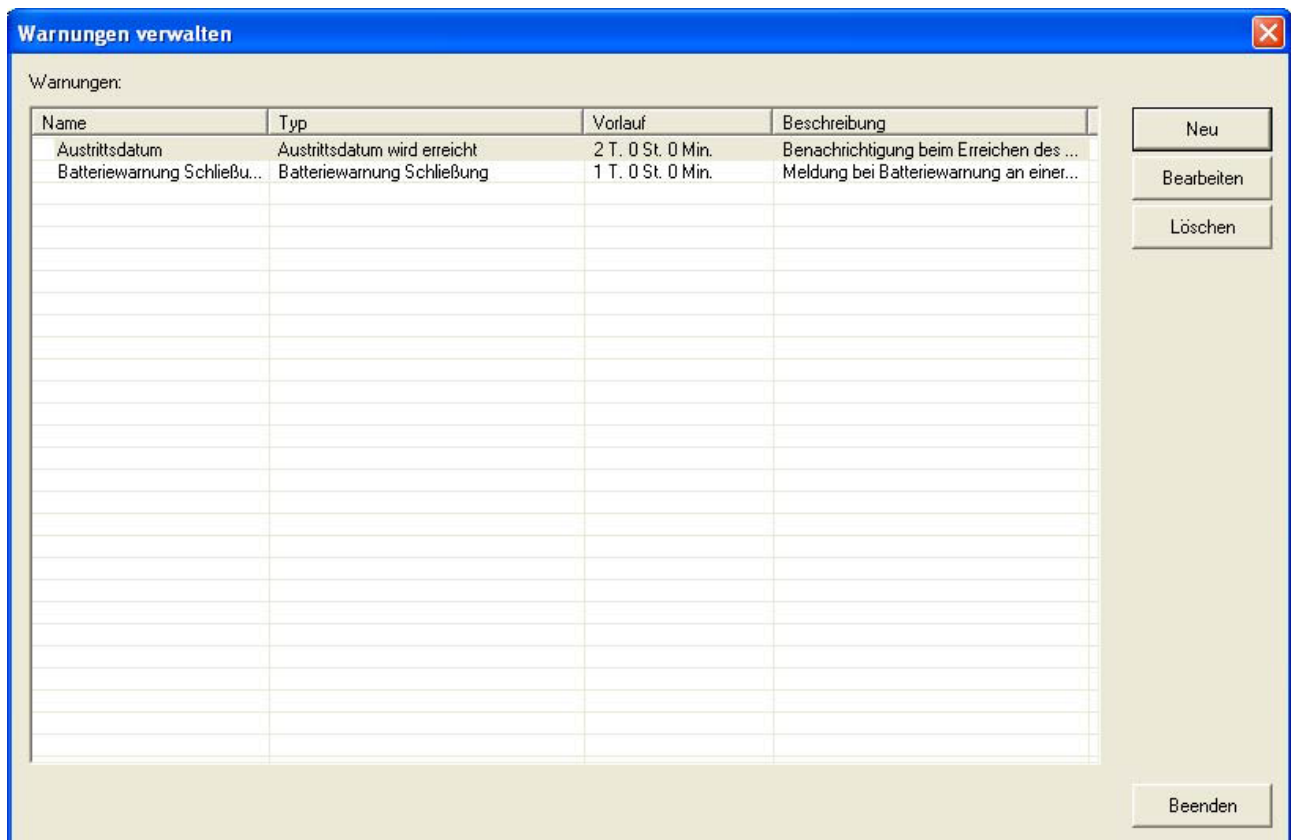 Warnungen verwalten
Warnungen:
Name Typ Vorlauf Beschreibung
Austrittsdatum Austrittsdatum wird erreicht 2 T. 0 St. 0 Min. Benachrichtigung beim Erreichen des ...
Batteriewarnung Schließu... Batteriewarnung Schließung 1 T. 0 St. 0 Min. Meldung bei Batteriewarnung an einer...
Neu
Bearbeiten
Löschen
Beenden